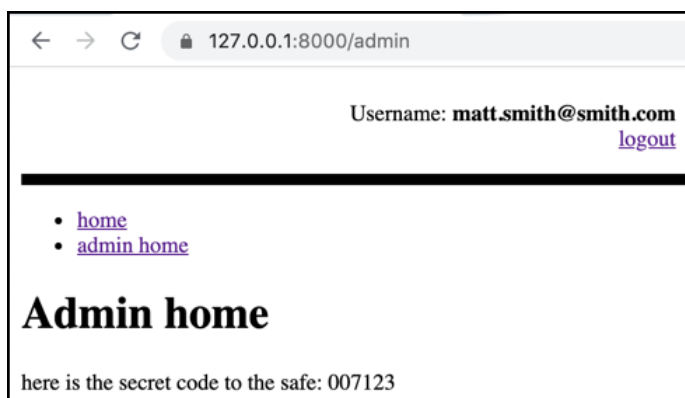 127.0.0.1:8000/admin
Username: matt.smith@smith.com
logout
home
admin home
Admin home
here is the secret code to the safe: 007123